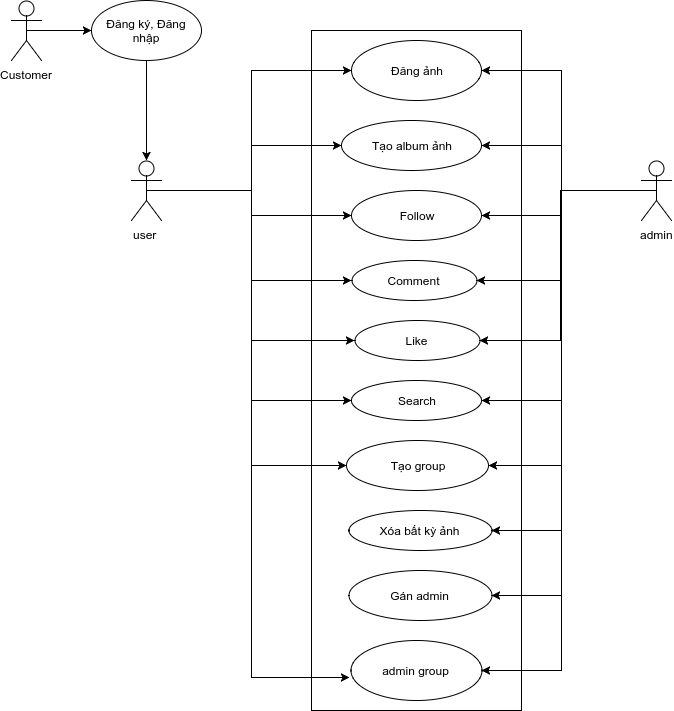 Đăng ký, Đăng
nhập
Customer
Đăng ảnh
Tạo album ảnh
user
admin
Follow
Comment
Like
Search
Tạo group
Xóa bất kỳ ảnh
Gán admin
admin group